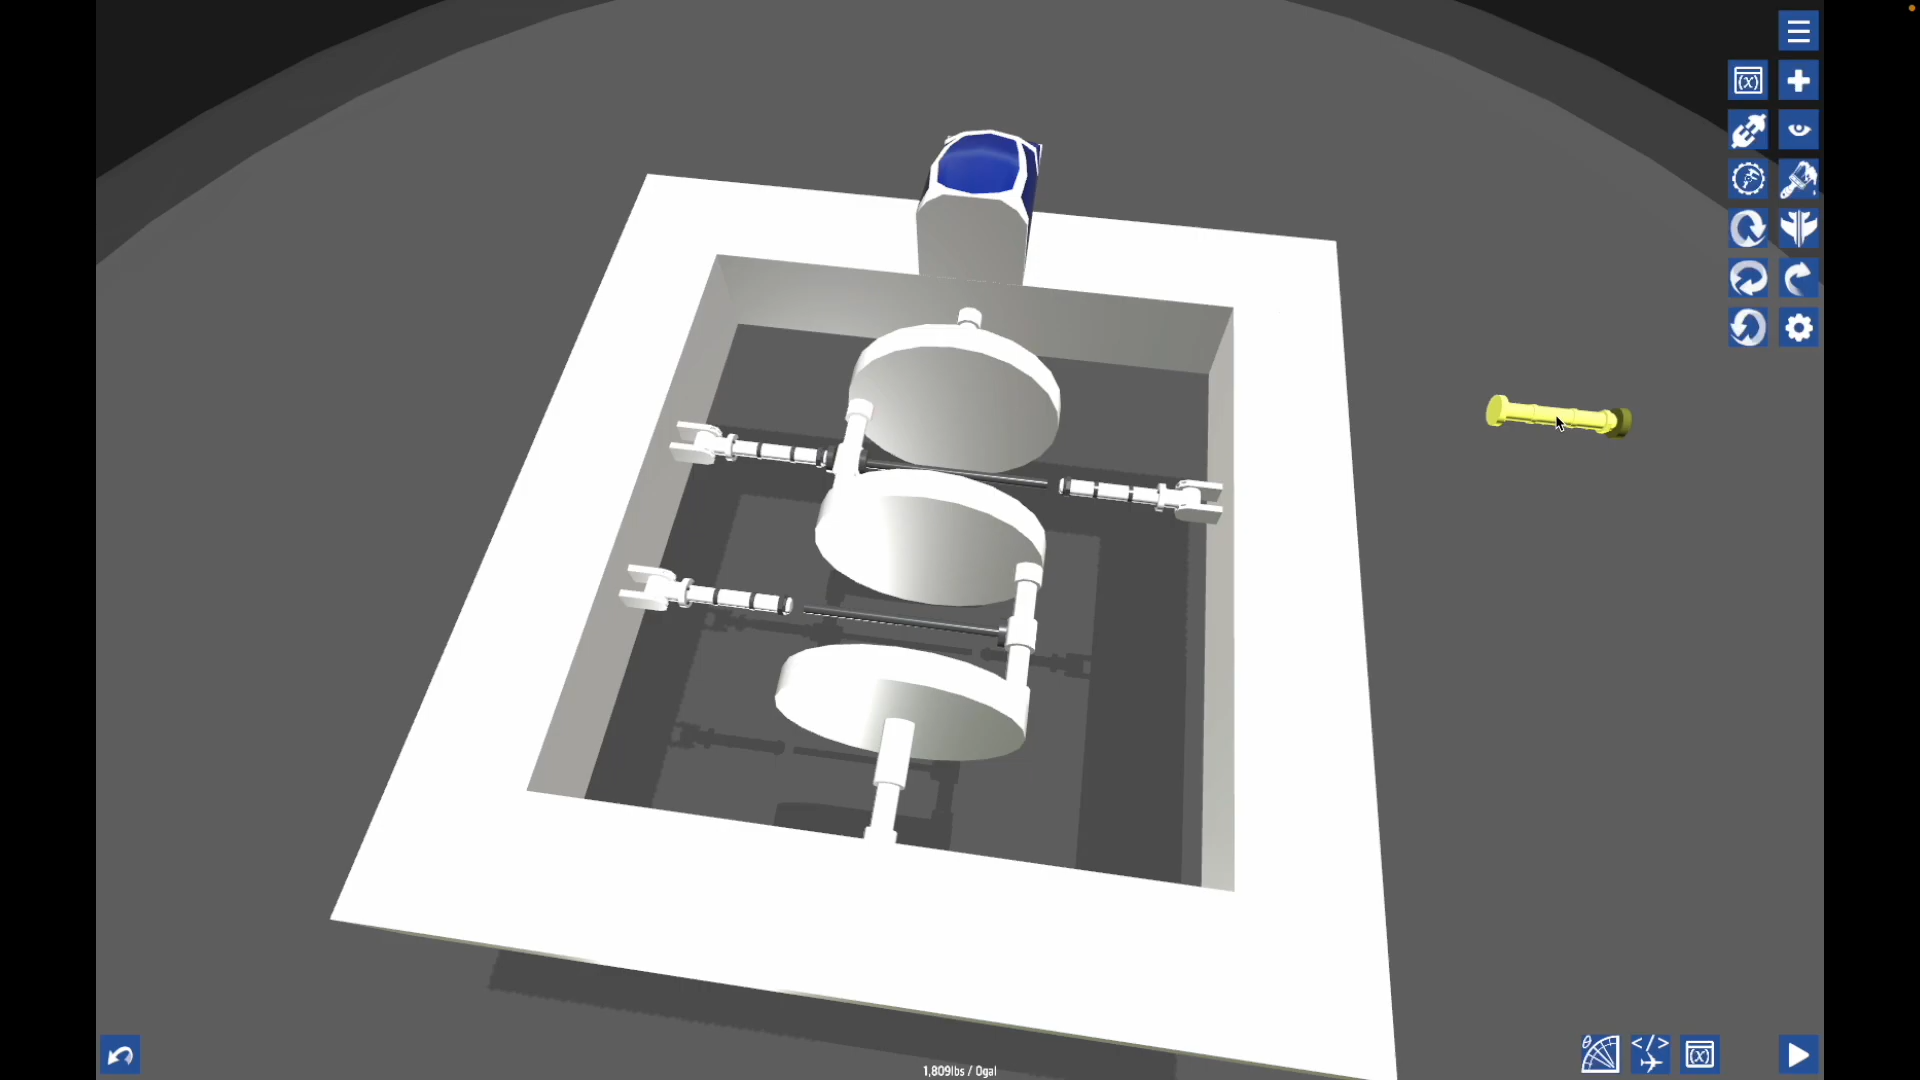 (x)
</>
θ
(x)
1,809lbs / 0gal